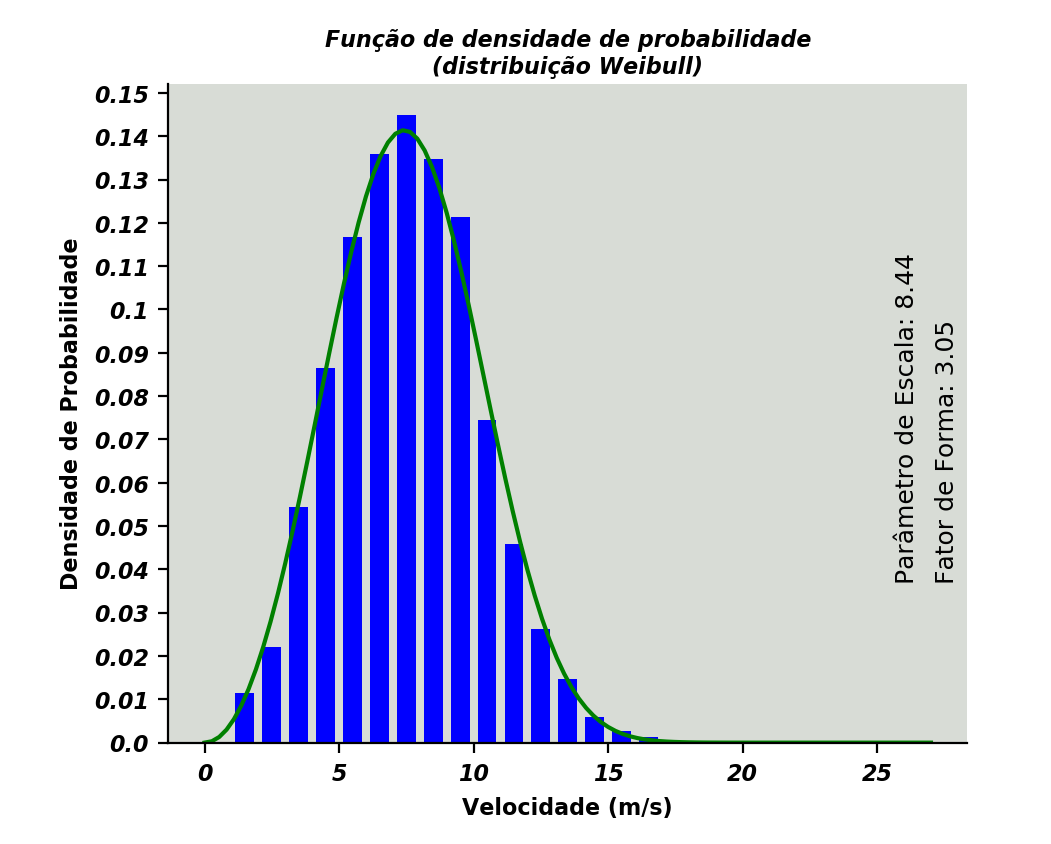 Função de densidade de probabilidade
(distribuição Weibull)
Densidade de Probabilidade
0.15
0.14
0.13
0.12
0.11
0.1
0.09
0.08
0.07
0.06
0.05
0.04
0.03
0.02
0.01
0.0
Parâmetro de Escala: 8.44
Fator de Forma: 3.05
0 5 10 15 20 25
Velocidade (m/s)